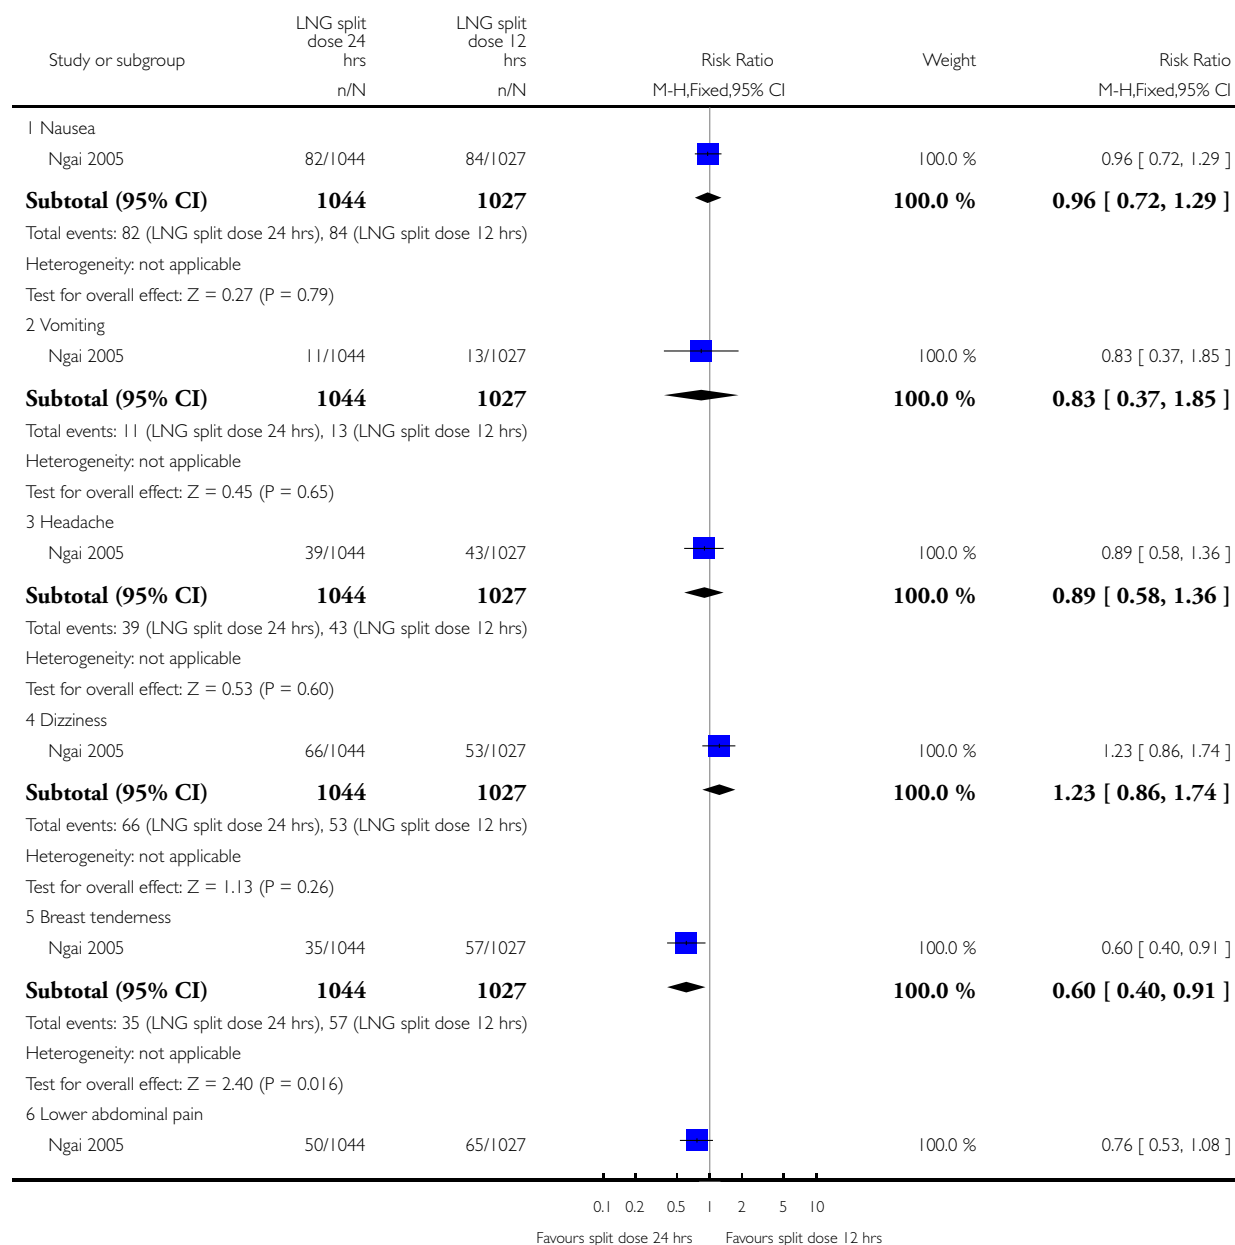 LNG split dose 24 hrs LNG split dose 12 hrs
Study or subgroup Risk Ratio Weight Risk Ratio
n/N n/N M-H,Fixed,95% CI M-H,Fixed,95% CI
1 Nausea
Ngai 2005 82/1044 84/1027 100.0 % 0.96 [ 0.72, 1.29 ]
Subtotal (95% CI) 1044 1027 100.0 % 0.96 [ 0.72, 1.29 ]
Total events: 82 (LNG split dose 24 hrs), 84 (LNG split dose 12 hrs)
Heterogeneity: not applicable
Test for overall effect: Z = 0.27 (P = 0.79)
2 Vomiting
Ngai 2005 11/1044 13/1027 100.0 % 0.83 [ 0.37, 1.85 ]
Subtotal (95% CI) 1044 1027 100.0 % 0.83 [ 0.37, 1.85 ]
Total events: 11 (LNG split dose 24 hrs), 13 (LNG split dose 12 hrs)
Heterogeneity: not applicable
Test for overall effect: Z = 0.45 (P = 0.65)
3 Headache
Ngai 2005 39/1044 43/1027 100.0 % 0.89 [ 0.58, 1.36 ]
Subtotal (95% CI) 1044 1027 100.0 % 0.89 [ 0.58, 1.36 ]
Total events: 39 (LNG split dose 24 hrs), 43 (LNG split dose 12 hrs)
Heterogeneity: not applicable
Test for overall effect: Z = 0.53 (P = 0.60)
4 Dizziness
Ngai 2005 66/1044 53/1027 100.0 % 1.23 [ 0.86, 1.74 ]
Subtotal (95% CI) 1044 1027 100.0 % 1.23 [ 0.86, 1.74 ]
Total events: 66 (LNG split dose 24 hrs), 53 (LNG split dose 12 hrs)
Heterogeneity: not applicable
Test for overall effect: Z = 1.13 (P = 0.26)
5 Breast tenderness
Ngai 2005 35/1044 57/1027 100.0 % 0.60 [ 0.40, 0.91 ]
Subtotal (95% CI) 1044 1027 100.0 % 0.60 [ 0.40, 0.91 ]
Total events: 35 (LNG split dose 24 hrs), 57 (LNG split dose 12 hrs)
Heterogeneity: not applicable
Test for overall effect: Z = 2.40 (P = 0.016)
6 Lower abdominal pain
Ngai 2005 50/1044 65/1027 100.0 % 0.76 [ 0.53, 1.08 ]
0.1 0.2 0.5 1 2 5 10
Favours split dose 24 hrs Favours split dose 12 hrs